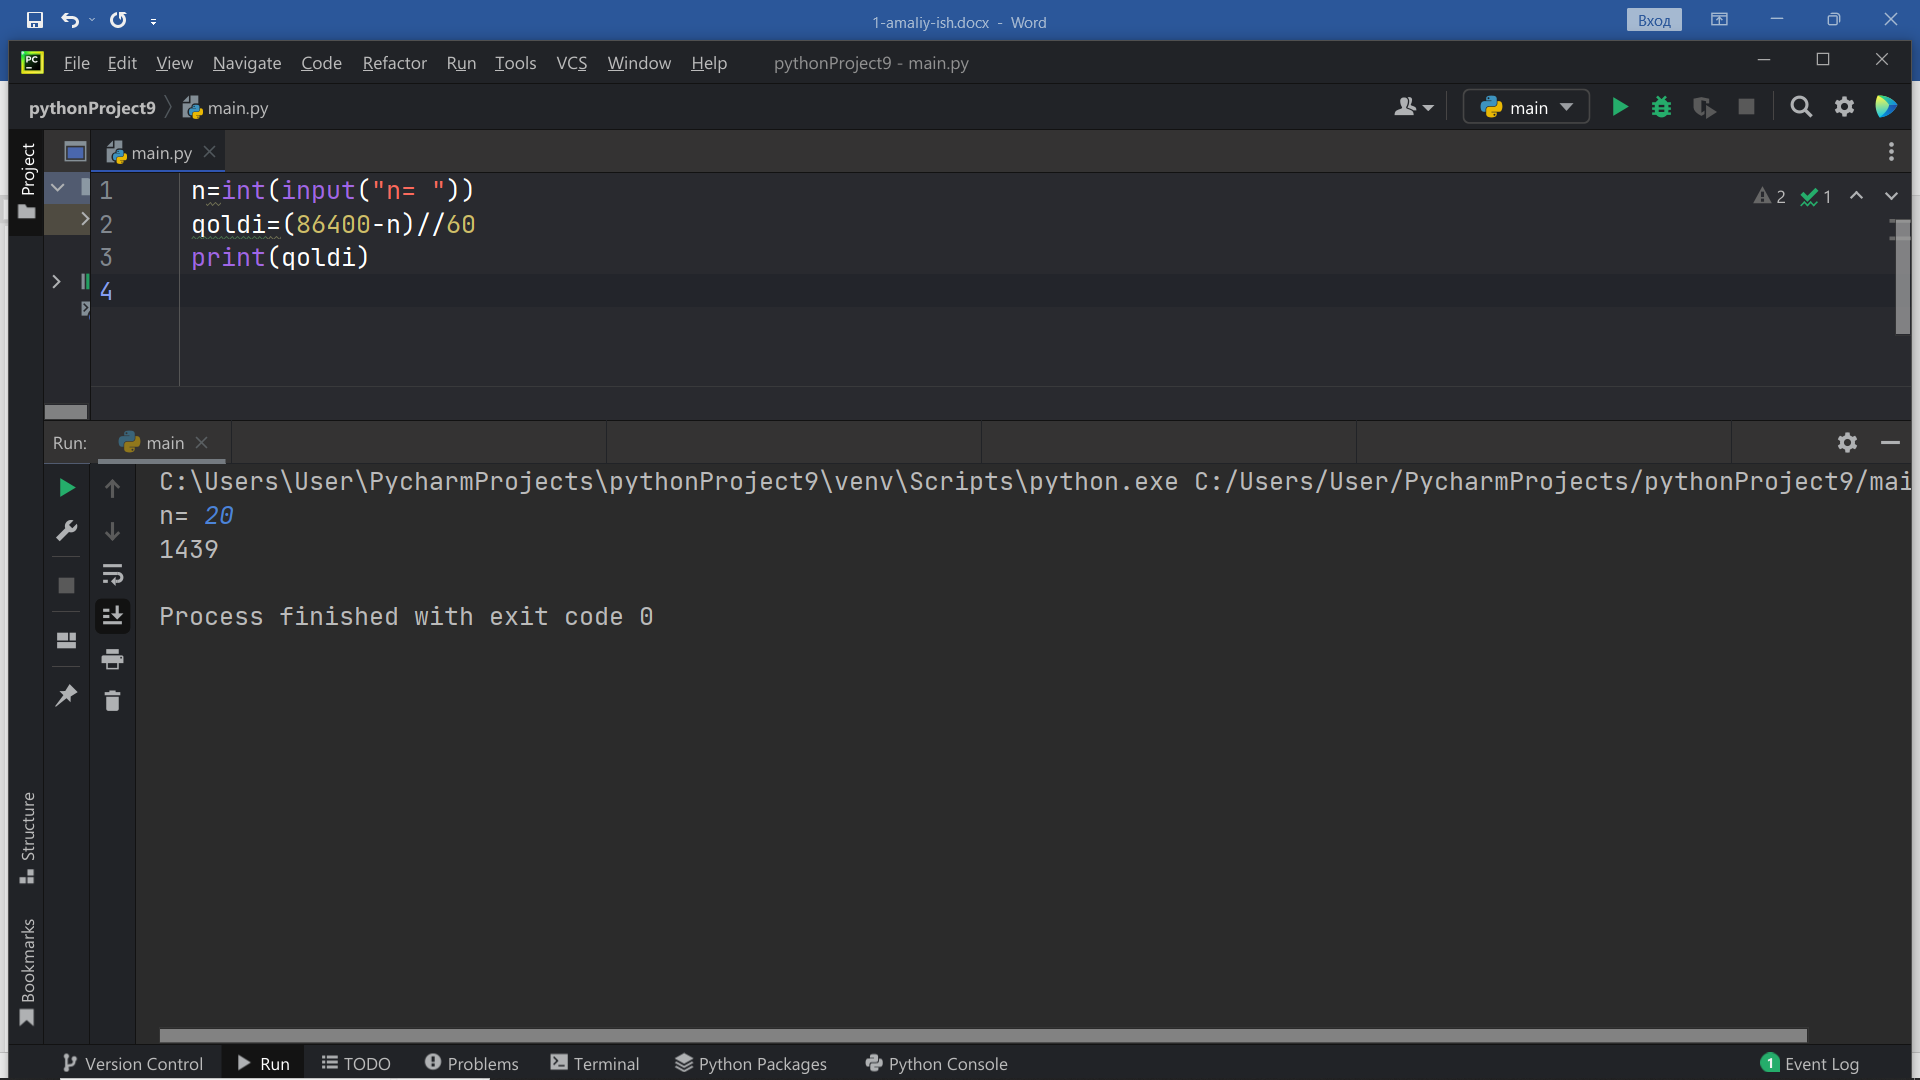 1-amaliy-ish.docx - Word
Вход
PC
File Edit View Navigate Code Refactor Run Tools VCS Window Help pythonProject9 - main.py
pythonProject9 main.py
main
Project
main.py
1 n=int(input("n= "))
2 qoldi=(86400-n)//60
3 print(qoldi)
4
2 1
Run: main
C:\Users\User\PycharmProjects\pythonProject9\venv\Scripts\python.exe C:/Users/User/PycharmProjects/pythonProject9/mai
n= 20
1439
Process finished with exit code 0
Structure
Bookmarks
Version Control Run TODO Problems Terminal Python Packages Python Console 1 Event Log